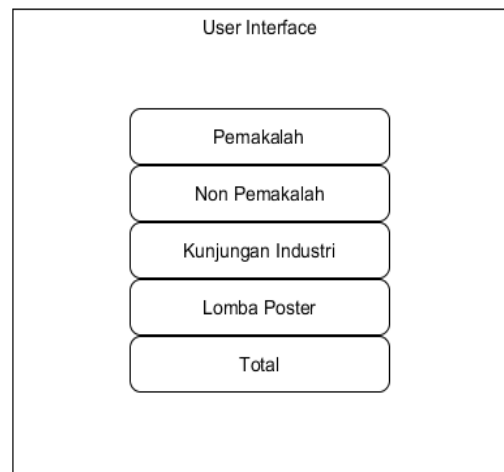 User Interface
Pemakalah
Non Pemakalah
Kunjungan Industri
Lomba Poster
Total